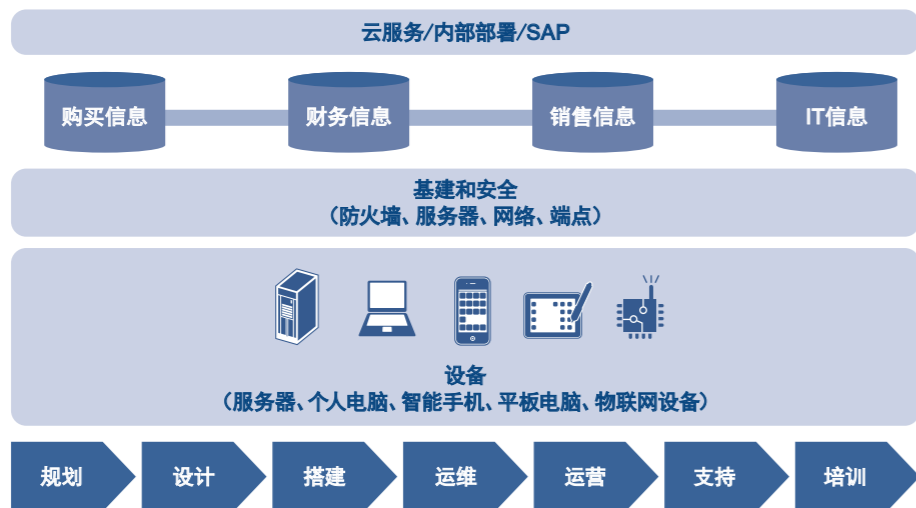 云服务/内部部署/SAP
购买信息
财务信息
销售信息
IT信息
基建和安全
（防火墙、服务器、网络、端点）
设备
（服务器、个人电脑、智能手机、平板电脑、物联网设备）
规划
设计
搭建
运维
运营
支持
培训